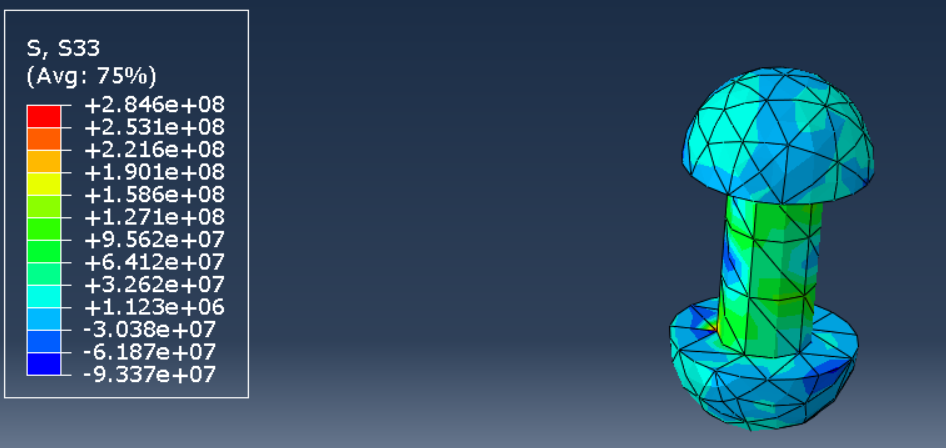 S, S33
(Avg: 75%)
+2.846e+08
+2.531e+08
+2.216e+08
+1.901e+08
+1.586e+08
+1.271e+08
+9.562e+07
+6.412e+07
+3.262e+07
+1.123e+06
-3.038e+07
-6.187e+07
-9.337e+07